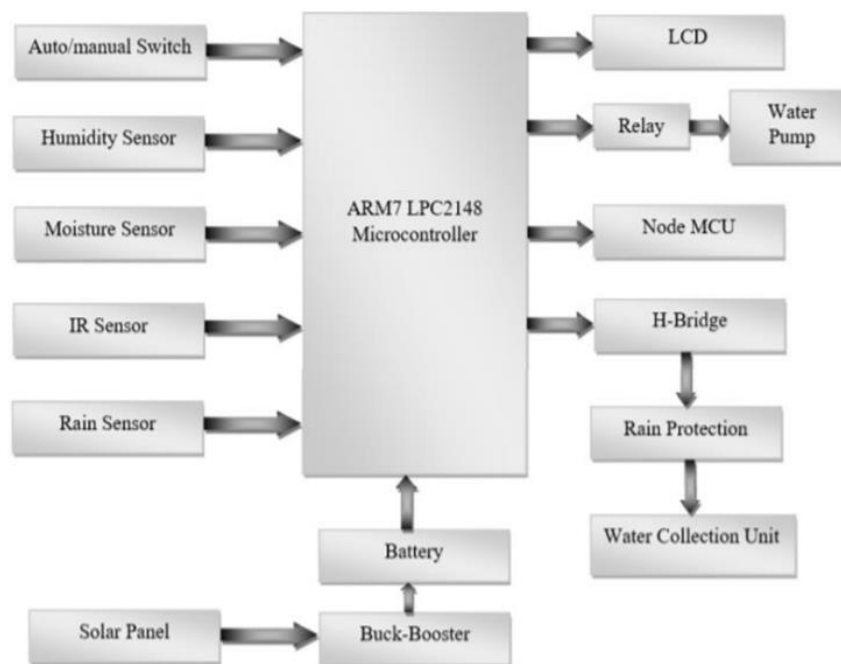 Auto/manual Switch
Humidity Sensor
Moisture Sensor
IR Sensor
Rain Sensor
ARM7 LPC2148
Microcontroller
LCD
Relay
Water
Pump
Node MCU
H-Bridge
Rain Protection
Water Collection Unit
Battery
Solar Panel
Buck-Booster